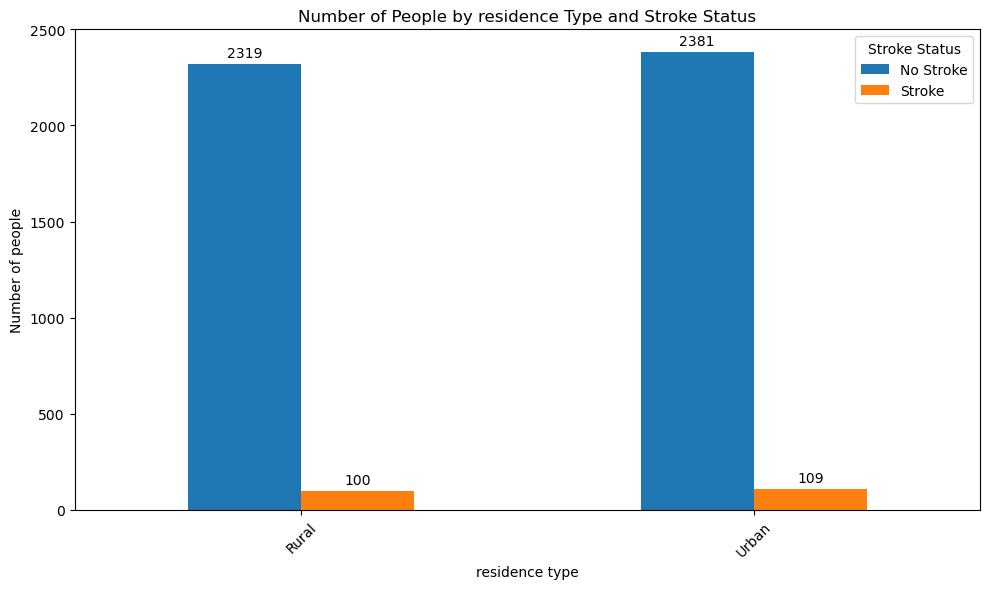 Number of People by residence Type and Stroke Status
2500
2000
1500
1000
500
0
Number of people
2319
100
2381
109
Stroke Status
No Stroke
Stroke
Rural
Urban
residence type